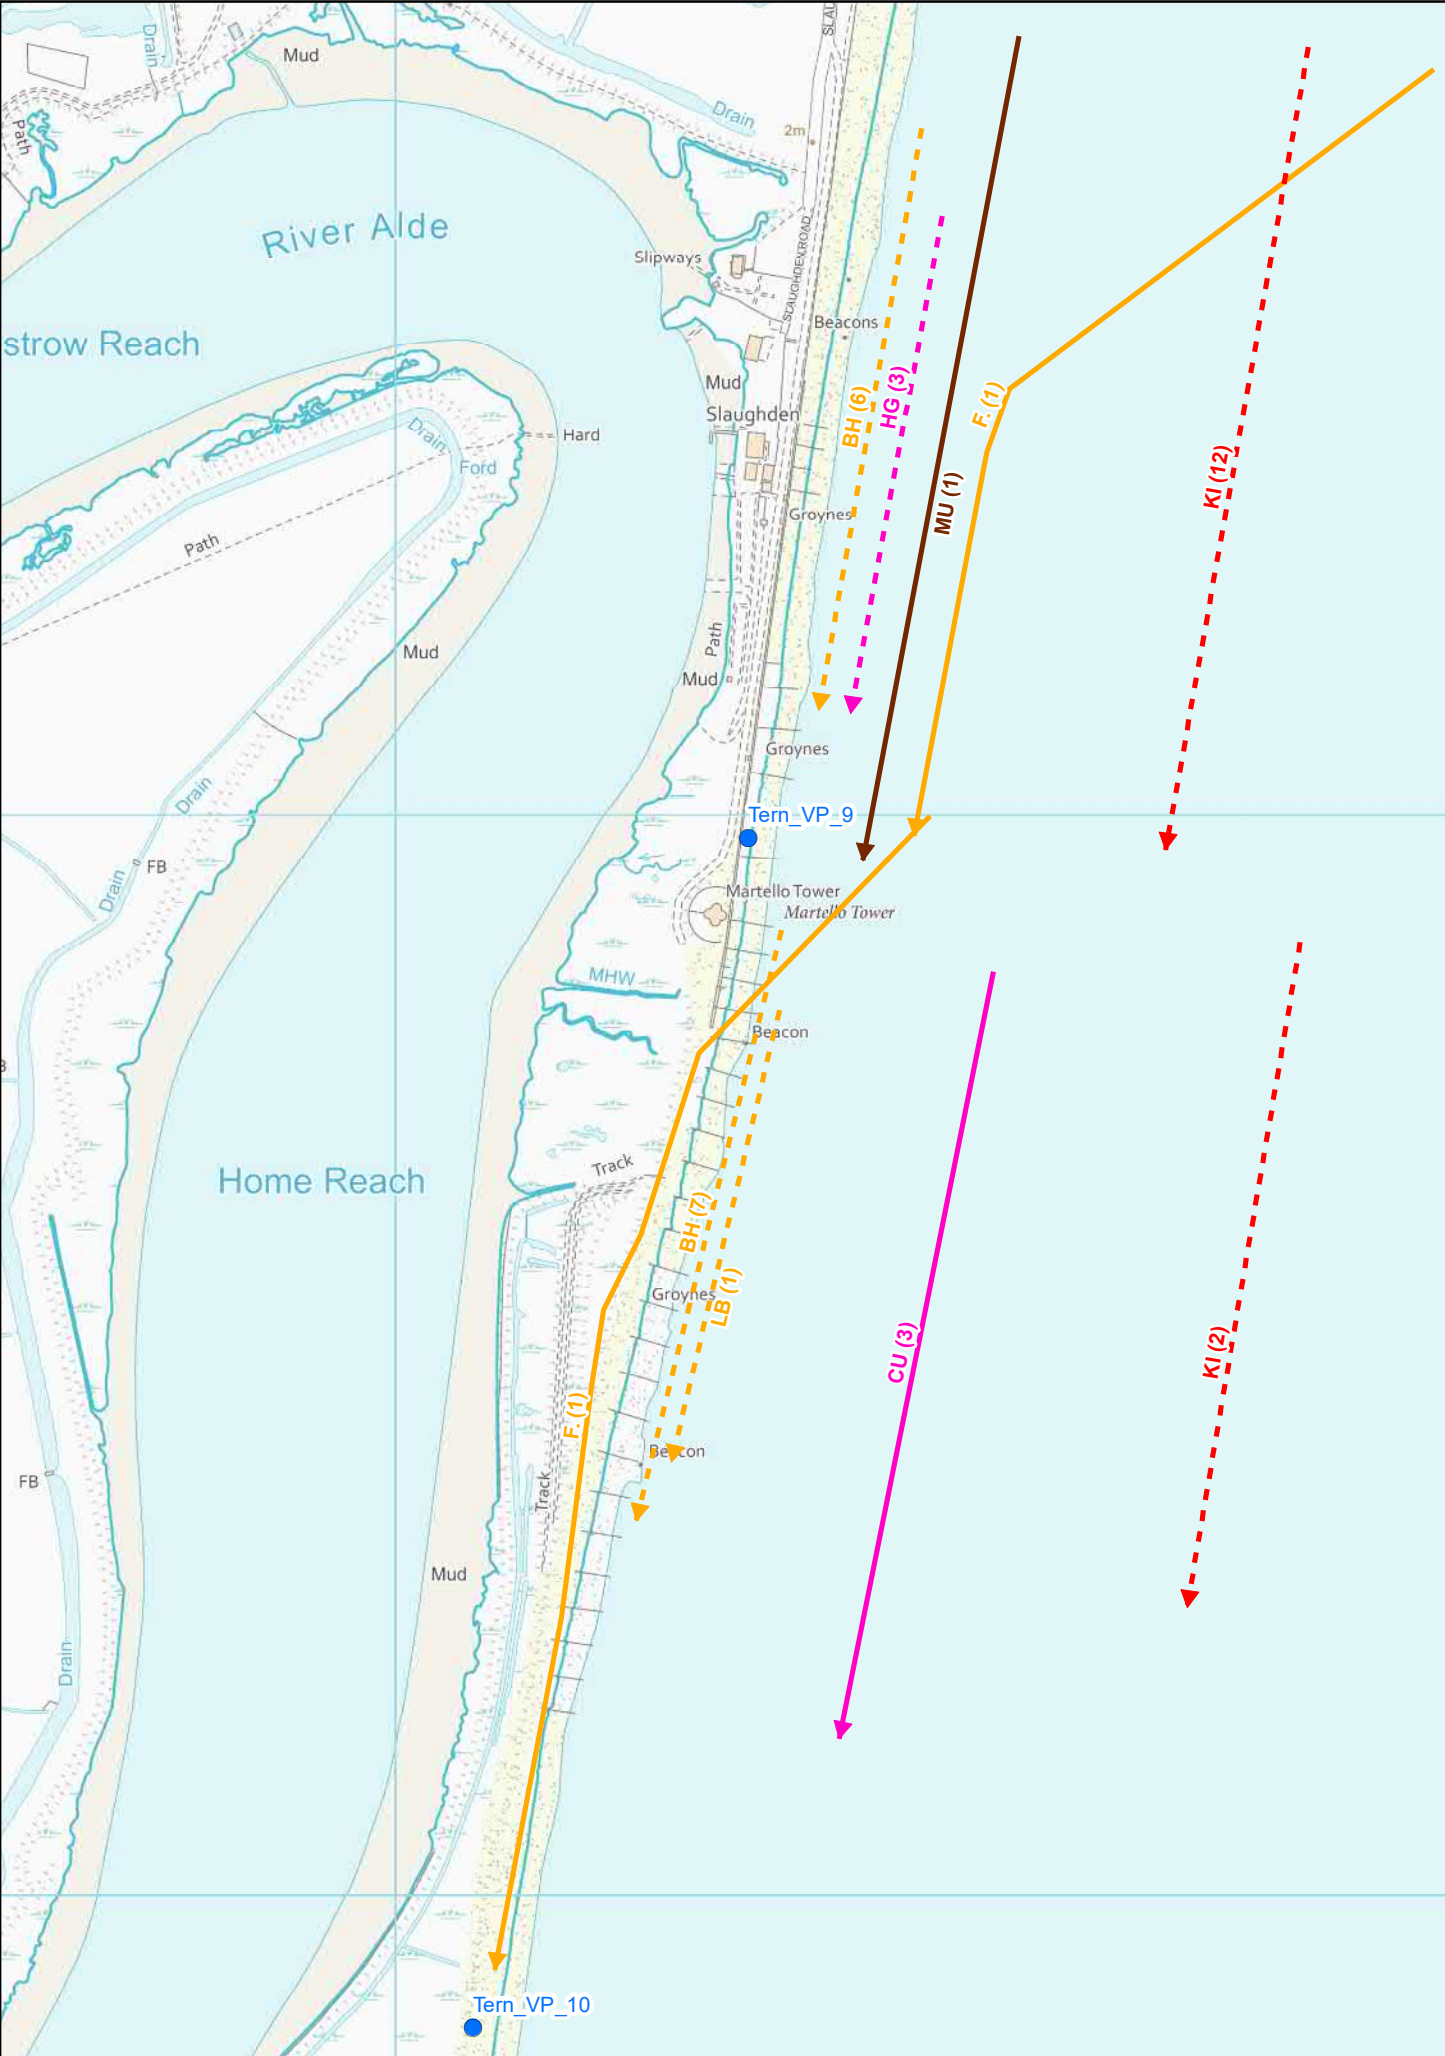 SLAU
Drain
Mud
Path
Drain
2m
River Alde
SLAUGHDEN ROAD
Slipways
Beacons
strow Reach
HG (3)
Mud
BH (6)
F. (1)
Slaughden
Drain
Hard
Ford
KI (12)
MU (1)
Groynes
Path
Path
Mud
Mud
Groynes
Drain
Tern_VP_9
FB
Drain
Martello Tower
Martello Tower
MHW
Beacon
Track
Home Reach
BH (7)
Groynes
LB (1)
CU (3)
KI (2)
F. (1)
Beacon
FB
Track
Mud
Drain
Tern_VP_10